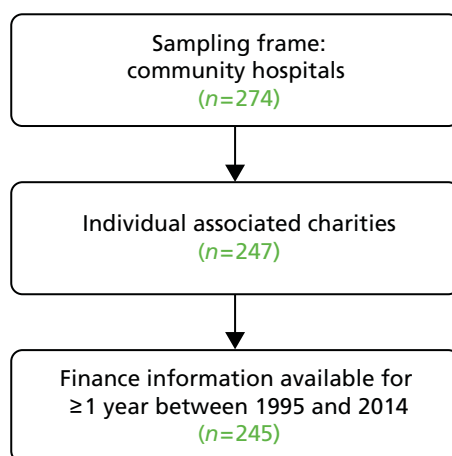 Sampling frame:
community hospitals
(n=274)
Individual associated charities
(n=247)
Finance information available for
≥1 year between 1995 and 2014
(n=245)